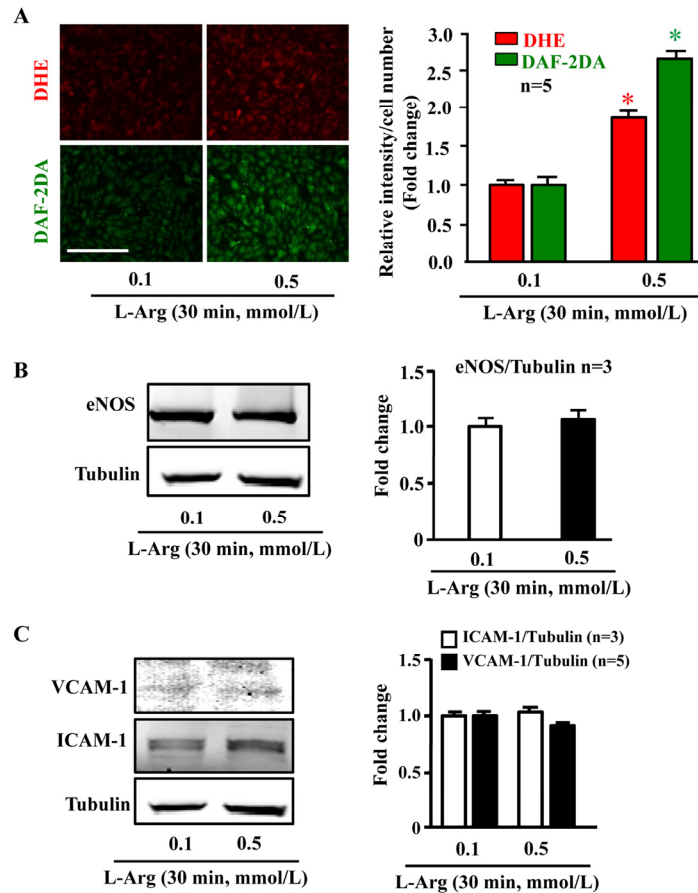 A
DHE
DAF-2DA
0.1 0.5
L-Arg (30 min, mmol/L)
Relative intensity/cell number
(Fold change)
3.0
2.5
2.0
1.5
1.0
0.5
0.0
DHE
DAF-2DA
n=5
*
*
0.1 0.5
L-Arg (30 min, mmol/L)
B
eNOS
Tubulin
0.1 0.5
L-Arg (30 min, mmol/L)
eNOS/Tubulin n=3
Fold change
1.5
1.0
0.5
0
0.1 0.5
L-Arg (30 min, mmol/L)
C
VCAM-1
ICAM-1
Tubulin
0.1 0.5
L-Arg (30 min, mmol/L)
ICAM-1/Tubulin (n=3)
VCAM-1/Tubulin (n=5)
Fold change
1.5
1.0
0.5
0
0.1 0.5
L-Arg (30 min, mmol/L)